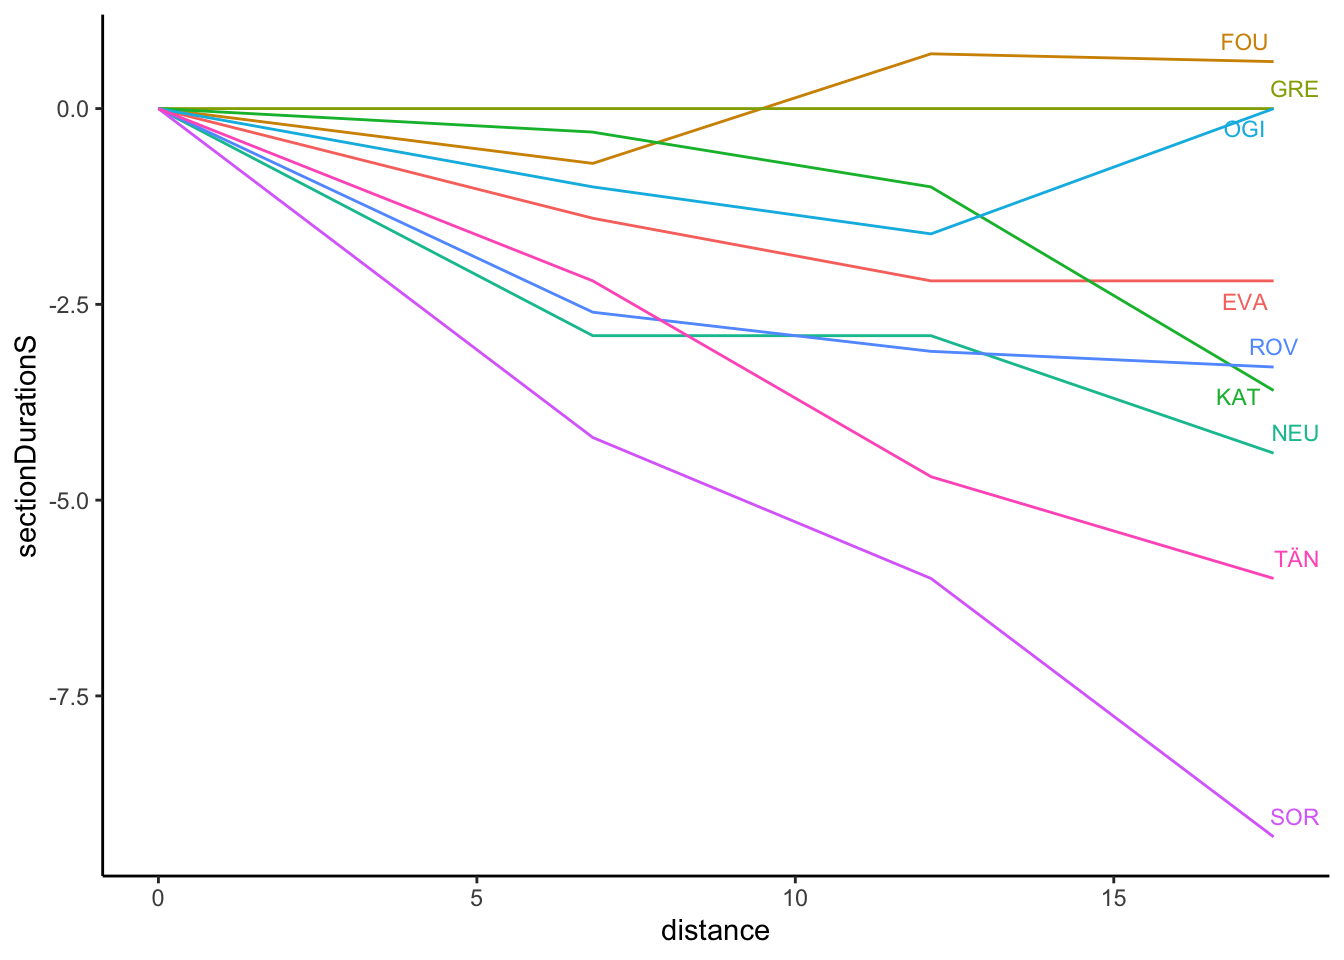 FOU
GRE
0.0
OGI
-2.5
EVA
ROV
KAT
NEU
-5.0
TÄN
-7.5
SOR
0 5 10 15
distance
sectionDurationS